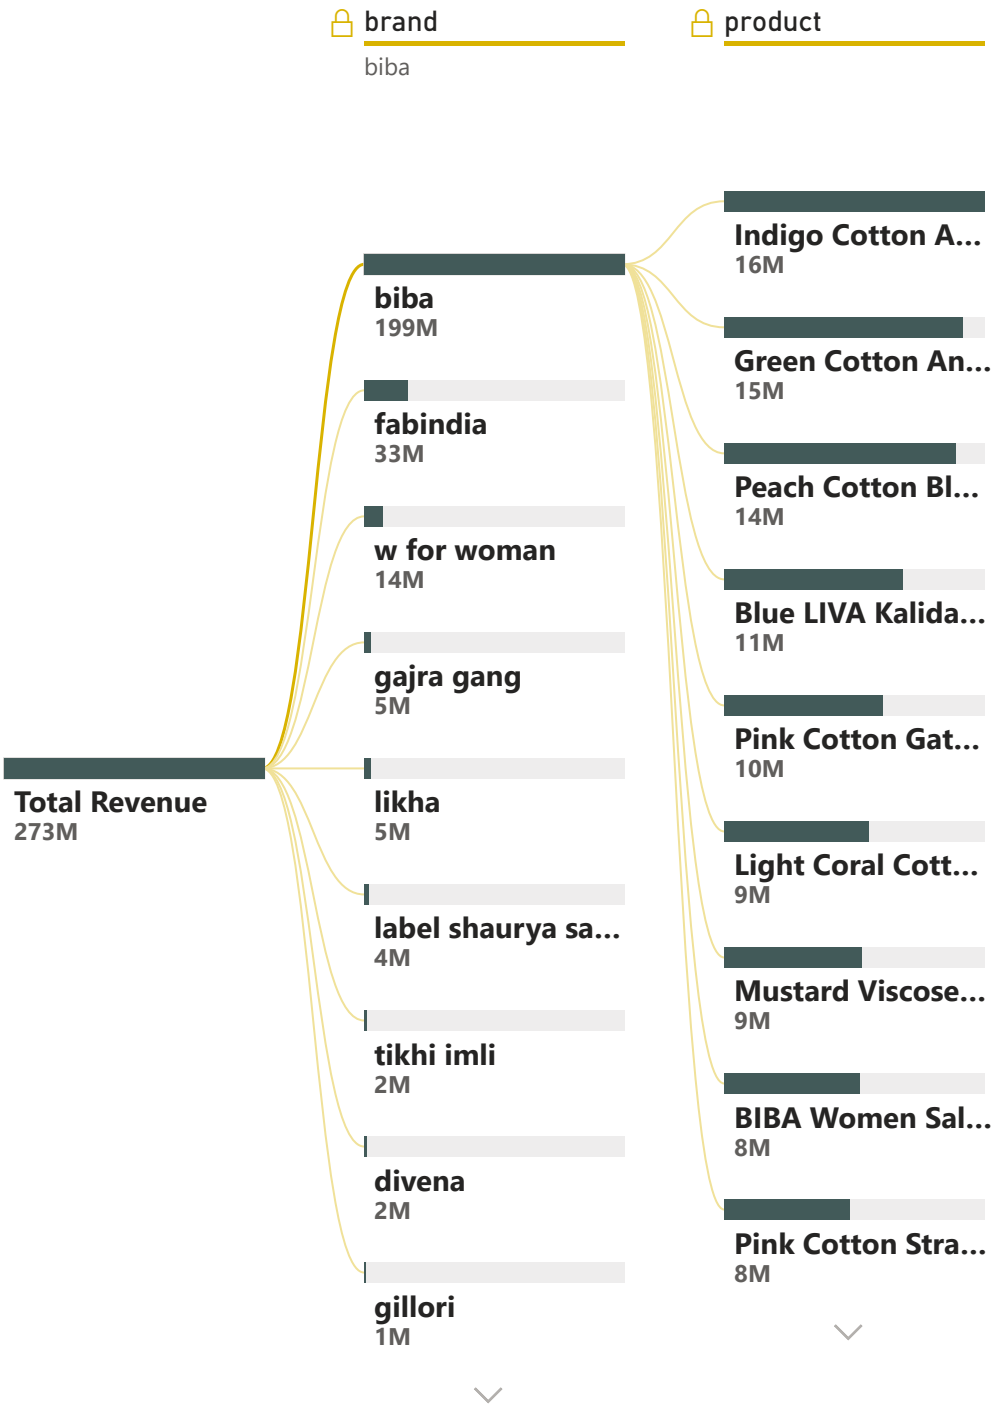 brand
product
biba
Indigo Cotton A...
16M
biba
199M
Green Cotton An...
15M
fabindia
33M
Peach Cotton Bl...
14M
w for woman
14M
Blue LIVA Kalida...
11M
gajra gang
5M
Pink Cotton Gat...
10M
Total Revenue
273M
likha
5M
Light Coral Cott...
9M
label shaurya sa...
4M
Mustard Viscose...
9M
tikhi imli
2M
BIBA Women Sal...
8M
divena
2M
Pink Cotton Stra...
8M
gillori
1M